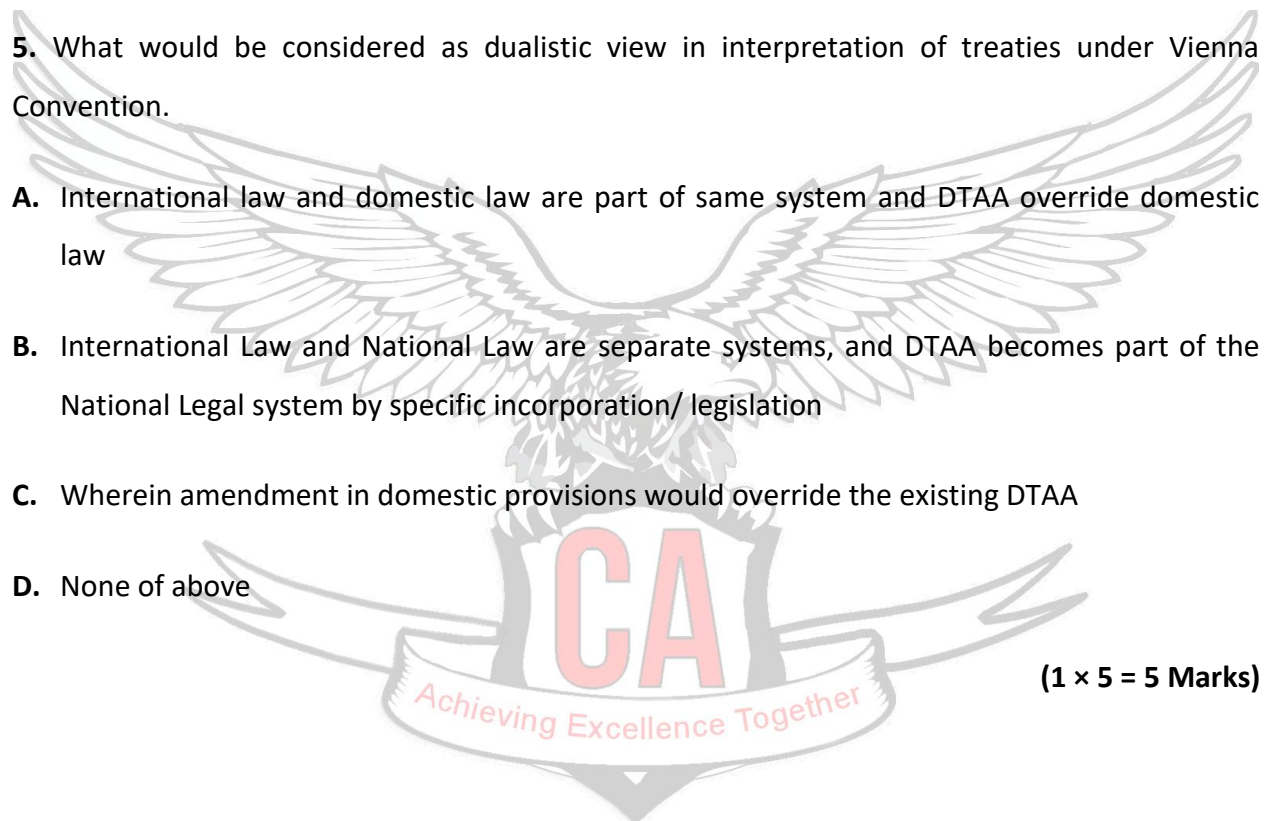 5. What would be considered as dualistic view in interpretation of treaties under Vienna
Convention.
A. International law and domestic law are part of same system and DTAA override domestic
law
B. International Law and National Law are separate systems, and DTAA becomes part of the
National Legal system by specific incorporation/ legislation
C. Wherein amendment in domestic provisions would override the existing DTAA
D. None of above
CA
(1 × 5 = 5 Marks)
Achieving Excellence Together